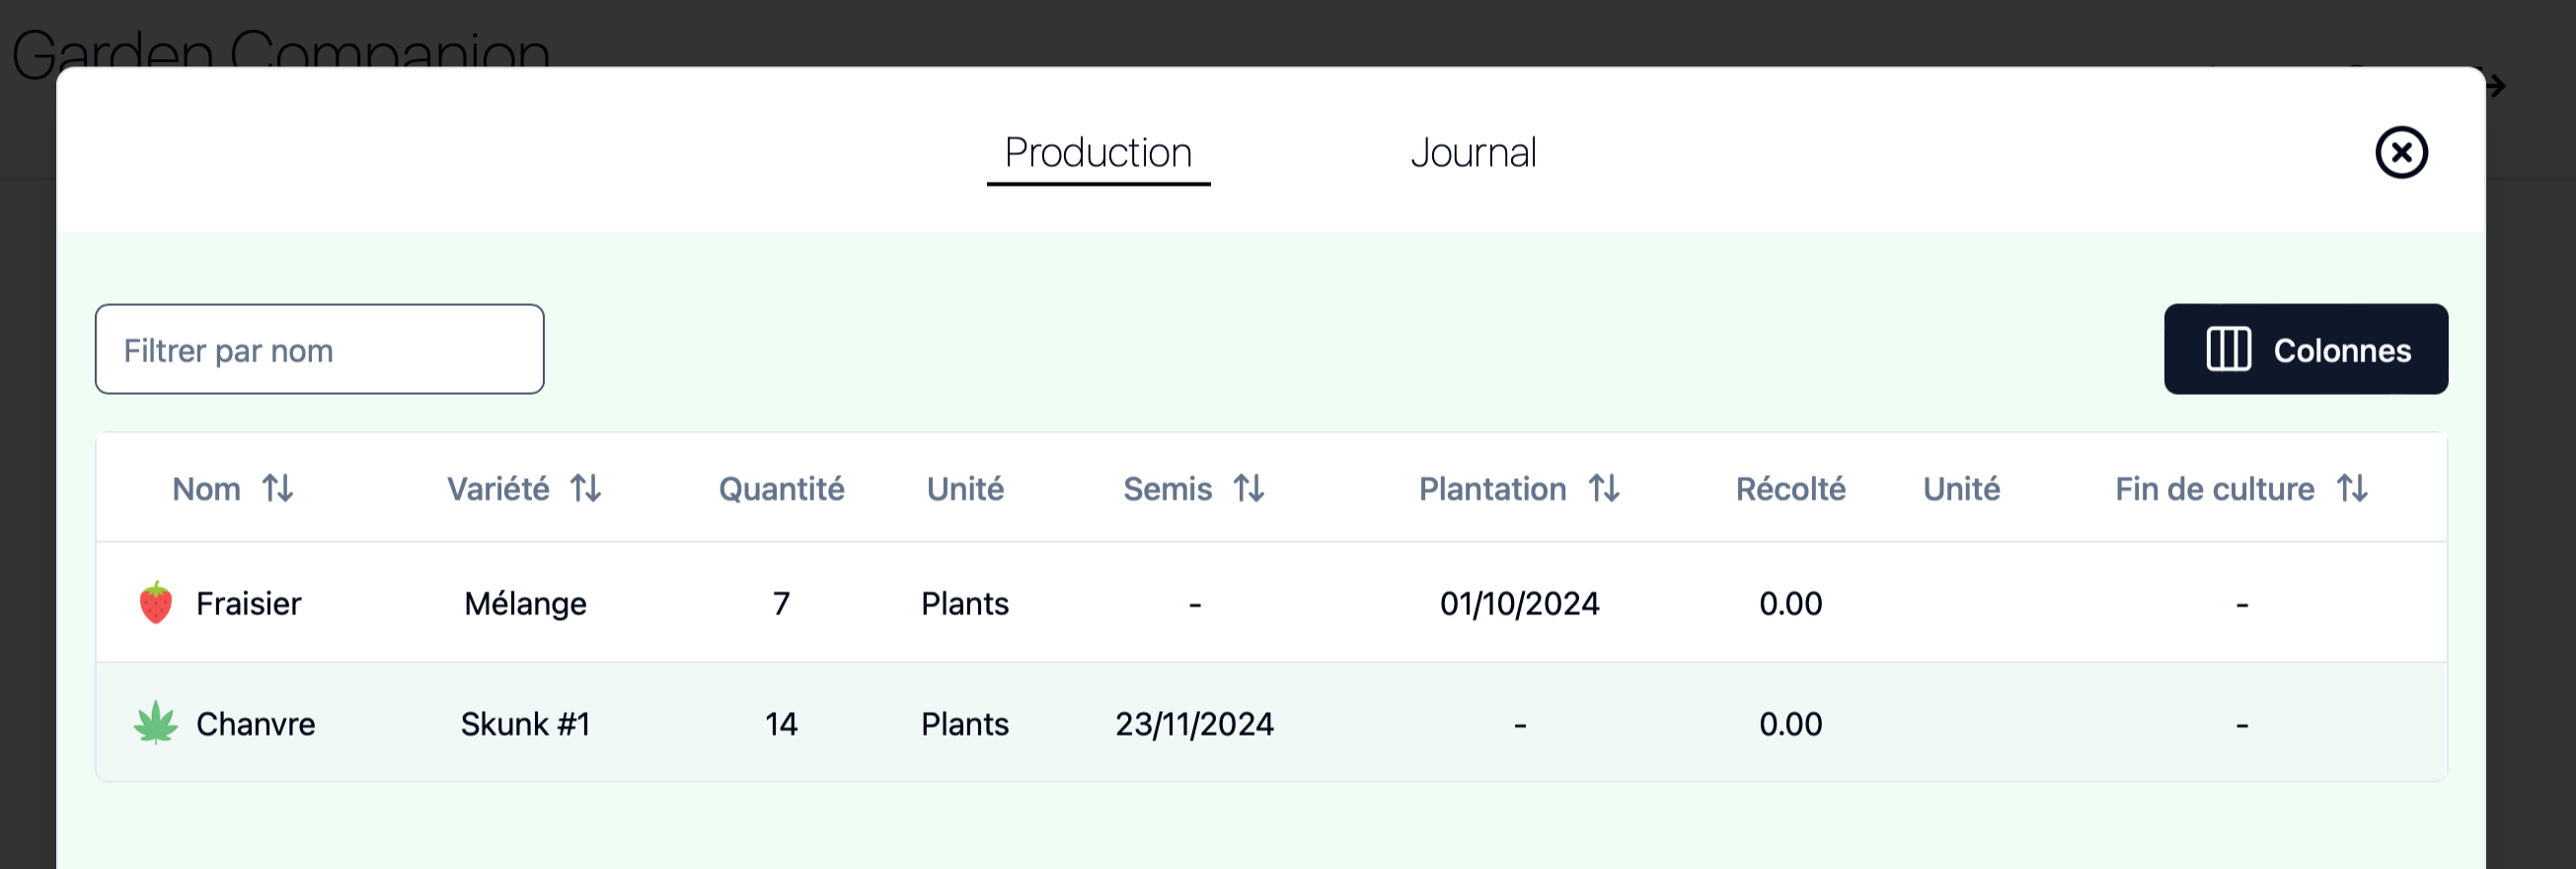 Garden Companion
Production Journal
Filtrer par nom Colonnes
Nom Variété Quantité Unité Semis Plantation Récolté Unité Fin de culture
Fraisier Mélange 7 Plants - 01/10/2024 0.00 -
Chanvre Skunk #1 14 Plants 23/11/2024 - 0.00 -